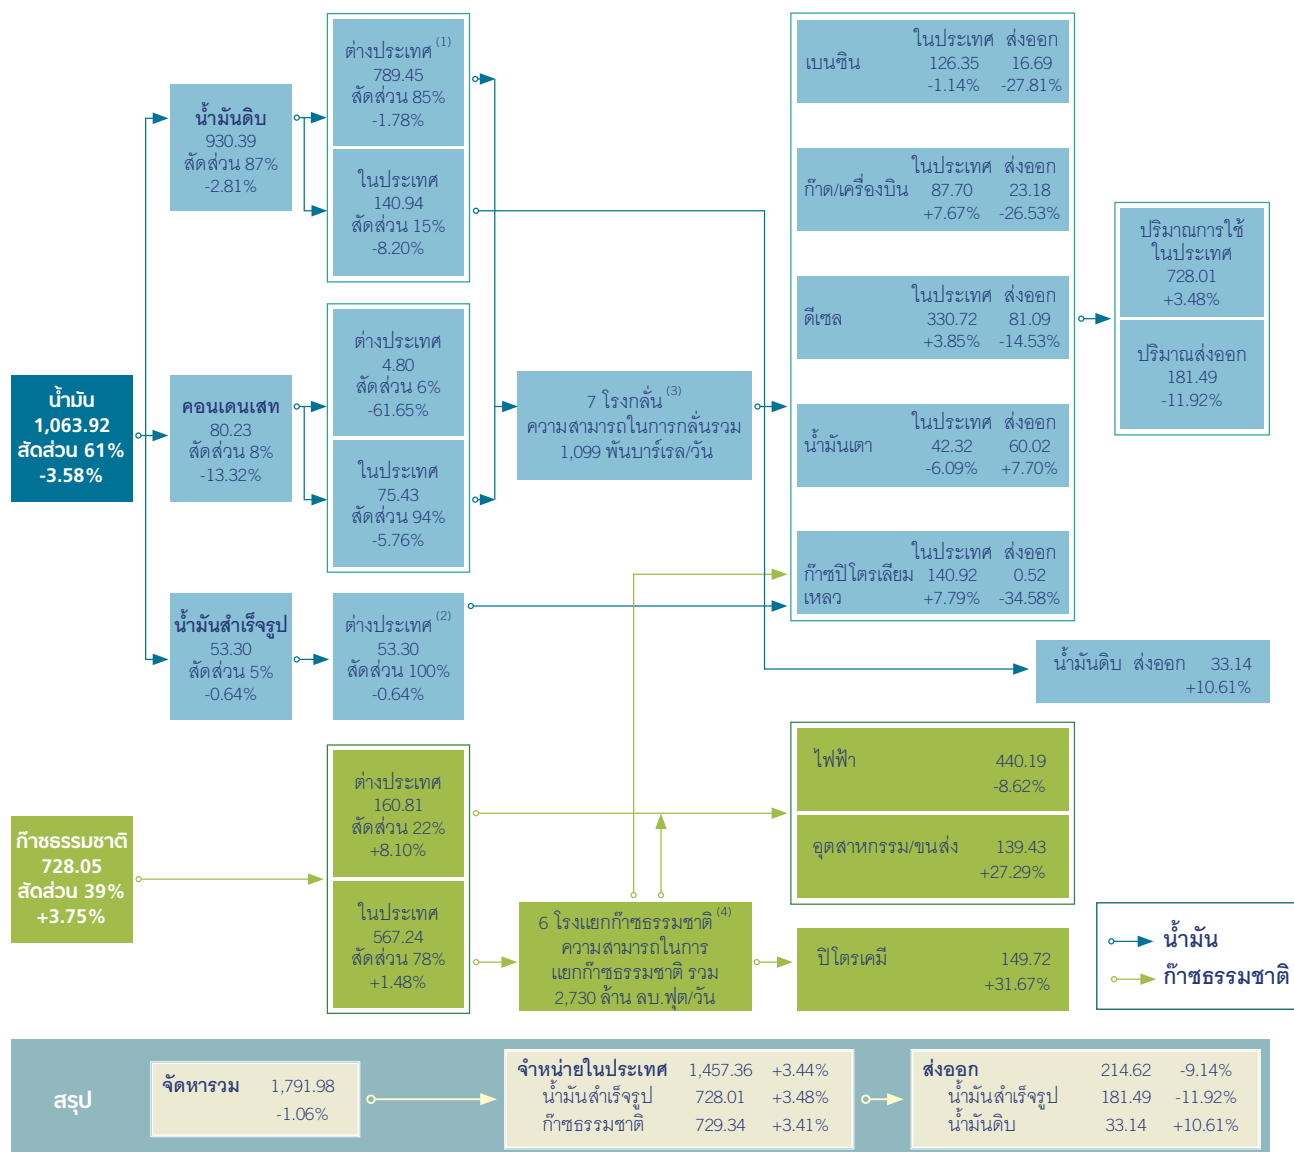 น้ำมัน
1,063.92
สัดส่วน 61%
-3.58%
น้ำมันดิบ
930.39
สัดส่วน 87%
-2.81%
คอนเดนเสท
80.23
สัดส่วน 8%
-13.32%
น้ำมันสำเร็จรูป
53.30
สัดส่วน 5%
-0.64%
ต่างประเทศ (1)
789.45
สัดส่วน 85%
-1.78%
ในประเทศ
140.94
สัดส่วน 15%
-8.20%
ต่างประเทศ
4.80
สัดส่วน 6%
-61.65%
ในประเทศ
75.43
สัดส่วน 94%
-5.76%
ต่างประเทศ (2)
53.30
สัดส่วน 100%
-0.64%
7 โรงกลั่น (3)
ความสามารถในการกลั่นรวม
1,099 พันบาร์เรล/วัน
ในประเทศ ส่งออก
เบนซิน 126.35 16.69
-1.14% -27.81%
ในประเทศ ส่งออก
ก๊าด/เครื่องบิน 87.70 23.18
+7.67% -26.53%
ในประเทศ ส่งออก
ดีเซล 330.72 81.09
+3.85% -14.53%
ในประเทศ ส่งออก
น้ำมันเตา 42.32 60.02
-6.09% +7.70%
ในประเทศ ส่งออก
ก๊าซปิโตรเลียม 140.92 0.52
เหลว +7.79% -34.58%
ปริมาณการใช้
ในประเทศ
728.01
+3.48%
ปริมาณส่งออก
181.49
-11.92%
น้ำมันดิบ ส่งออก 33.14
+10.61%
ก๊าซธรรมชาติ
728.05
สัดส่วน 39%
+3.75%
ต่างประเทศ
160.81
สัดส่วน 22%
+8.10%
ในประเทศ
567.24
สัดส่วน 78%
+1.48%
6 โรงแยกก๊าซธรรมชาติ (4)
ความสามารถในการ
แยกก๊าซธรรมชาติ รวม
2,730 ล้าน ลบ.ฟุต/วัน
ไฟฟ้า 440.19
-8.62%
อุตสาหกรรม/ขนส่ง 139.43
+27.29%
ปิโตรเคมี 149.72
+31.67%
น้ำมัน
ก๊าซธรรมชาติ
สรุป
จัดหารวม 1,791.98
-1.06%
จำหน่ายในประเทศ 1,457.36 +3.44%
น้ำมันสำเร็จรูป 728.01 +3.48%
ก๊าซธรรมชาติ 729.34 +3.41%
ส่งออก 214.62 -9.14%
น้ำมันสำเร็จรูป 181.49 -11.92%
น้ำมันดิบ 33.14 +10.61%